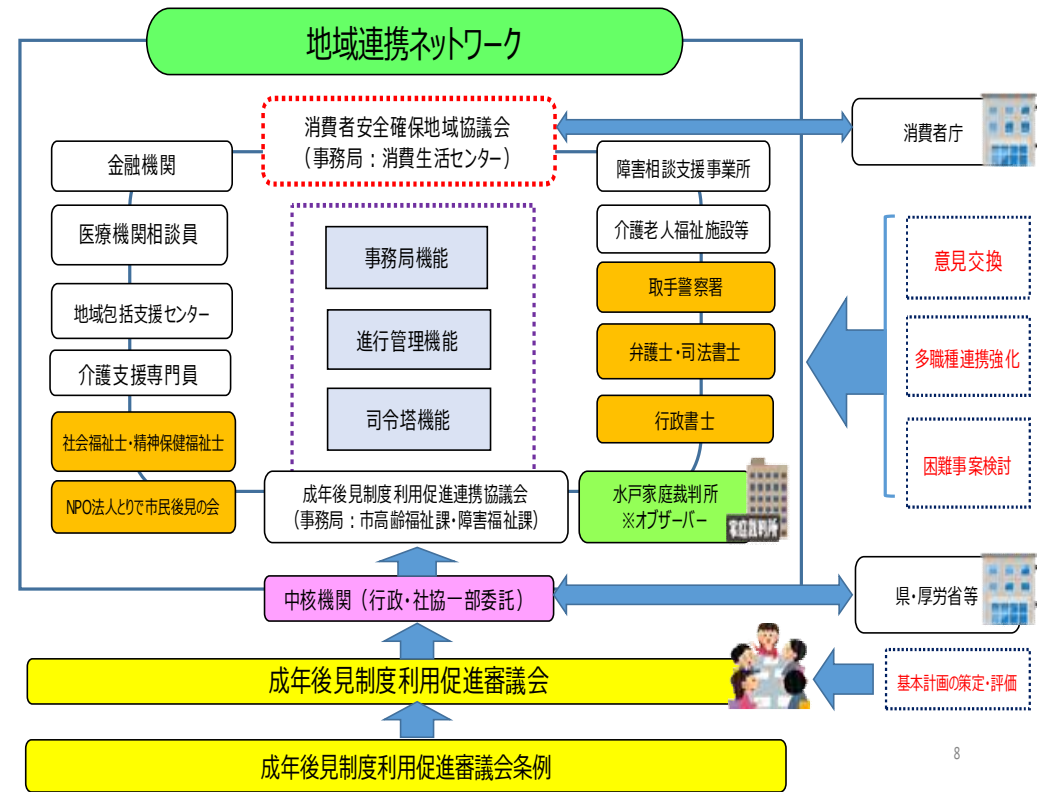 地域連携ネットワーク
消費者安全確保地域協議会
（事務局：消費生活センター）
消費者庁
金融機関
医療機関相談員
地域包括支援センター
介護支援専門員
社会福祉士・精神保健福祉士
NPO法人とりで市民後見の会
事務局機能
進行管理機能
司令塔機能
障害相談支援事業所
介護老人福祉施設等
取手警察署
弁護士・司法書士
行政書士
意見交換
多職種連携強化
困難事案検討
成年後見制度利用促進連携協議会
（事務局：市高齢福祉課・障害福祉課）
水戸家庭裁判所
※オブザーバー
家庭裁判所
中核機関（行政・社協一部委託）
県・厚労省等
成年後見制度利用促進審議会
基本計画の策定・評価
成年後見制度利用促進審議会条例
8